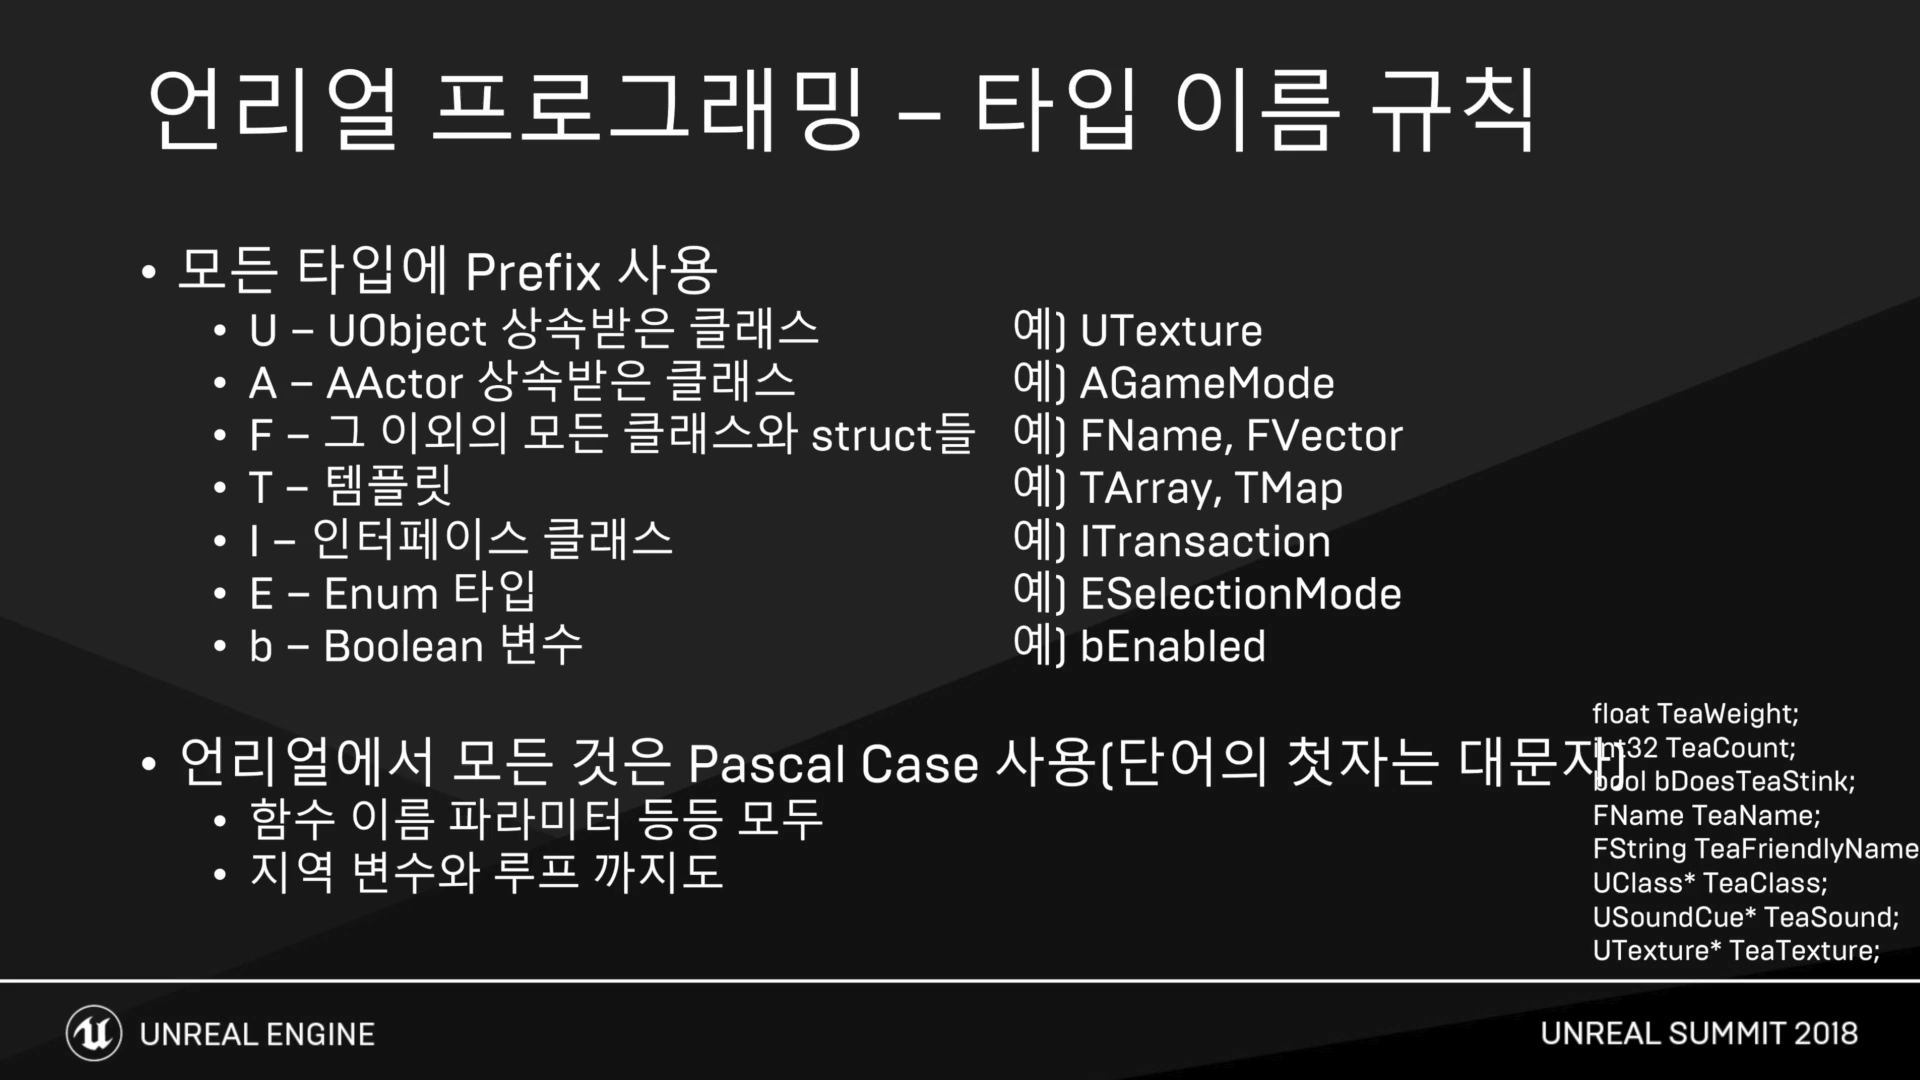 언리얼 프로그래밍 – 타입 이름 규칙
• 모든 타입에 Prefix 사용
• U – UObject 상속받은 클래스 예) UTexture
• A – AActor 상속받은 클래스 예) AGameMode
• F – 그 이외의 모든 클래스와 struct들 예) FName, FVector
• T – 템플릿 예) TArray, TMap
• I – 인터페이스 클래스 예) ITransaction
• E – Enum 타입 예) ESelectionMode
• b – Boolean 변수 예) bEnabled
• 언리얼에서 모든 것은 Pascal Case 사용(단어의 첫자는 대문자)
• 함수 이름 파라미터 등등 모두
• 지역 변수와 루프 까지도
float TeaWeight;
int32 TeaCount;
bool bDoesTeaStink;
FName TeaName;
FString TeaFriendlyName
UClass* TeaClass;
USoundCue* TeaSound;
UTexture* TeaTexture;
UNREAL ENGINE
UNREAL SUMMIT 2018